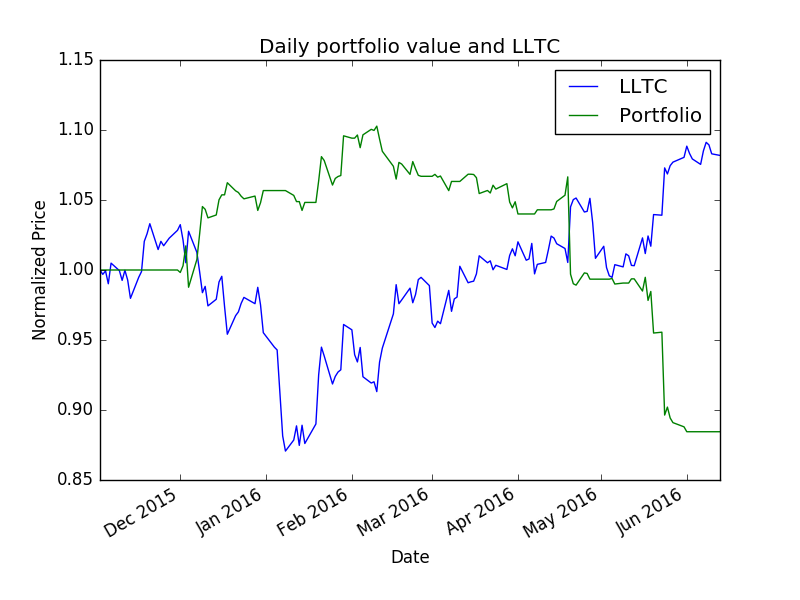 Daily portfolio value and LLTC
1.15
1.10
1.05
1.00
0.95
0.90
0.85
Normalized Price
LLTC
Portfolio
Dec 2015
Jan 2016
Feb 2016
Mar 2016
Apr 2016
May 2016
Jun 2016
Date